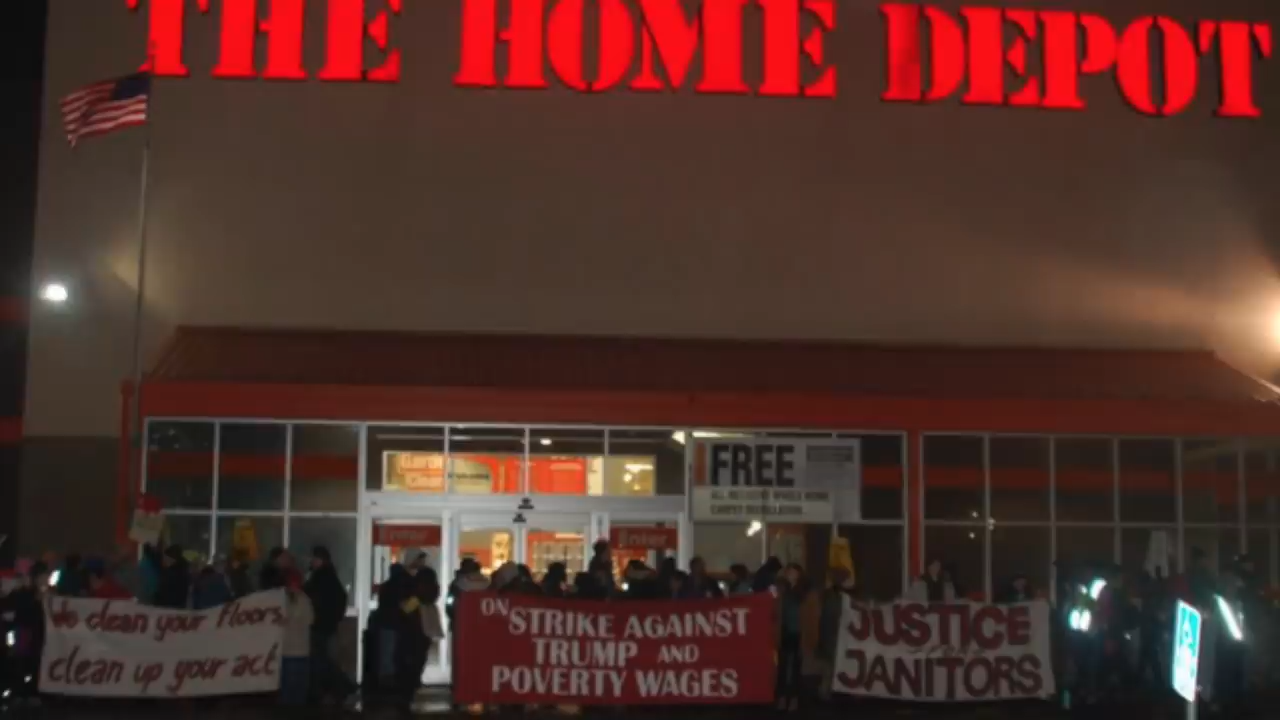 THE HOME DEPOT
FREE
Enter
Enter
We clean your floors,
clean up your act
ON STRIKE AGAINST
TRUMP AND
POVERTY WAGES
JUSTICE
JANITORS